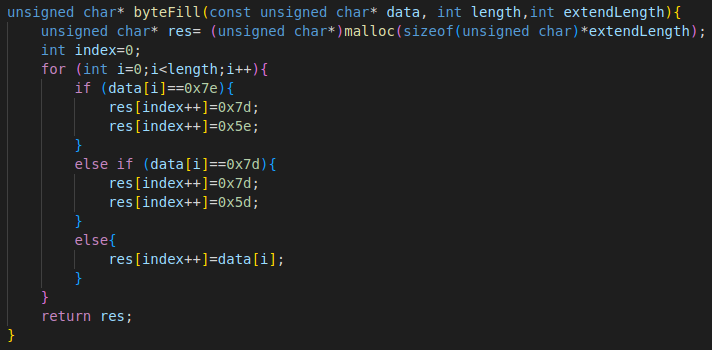 unsigned char* byteFill(const unsigned char* data, int length,int extendLength){
    unsigned char* res= (unsigned char*)malloc(sizeof(unsigned char)*extendLength);
    int index=0;
    for (int i=0;i<length;i++){
        if (data[i]==0x7e){
            res[index++]=0x7d;
            res[index++]=0x5e;
        }
        else if (data[i]==0x7d){
            res[index++]=0x7d;
            res[index++]=0x5d;
        }
        else{
            res[index++]=data[i];
        }
    }
    return res;
}